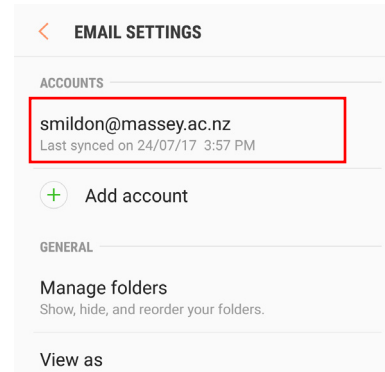 EMAIL SETTINGS
ACCOUNTS
smildon@massey.ac.nz
Last synced on 24/07/17 3:57 PM
Add account
GENERAL
Manage folders
Show, hide, and reorder your folders.
View as